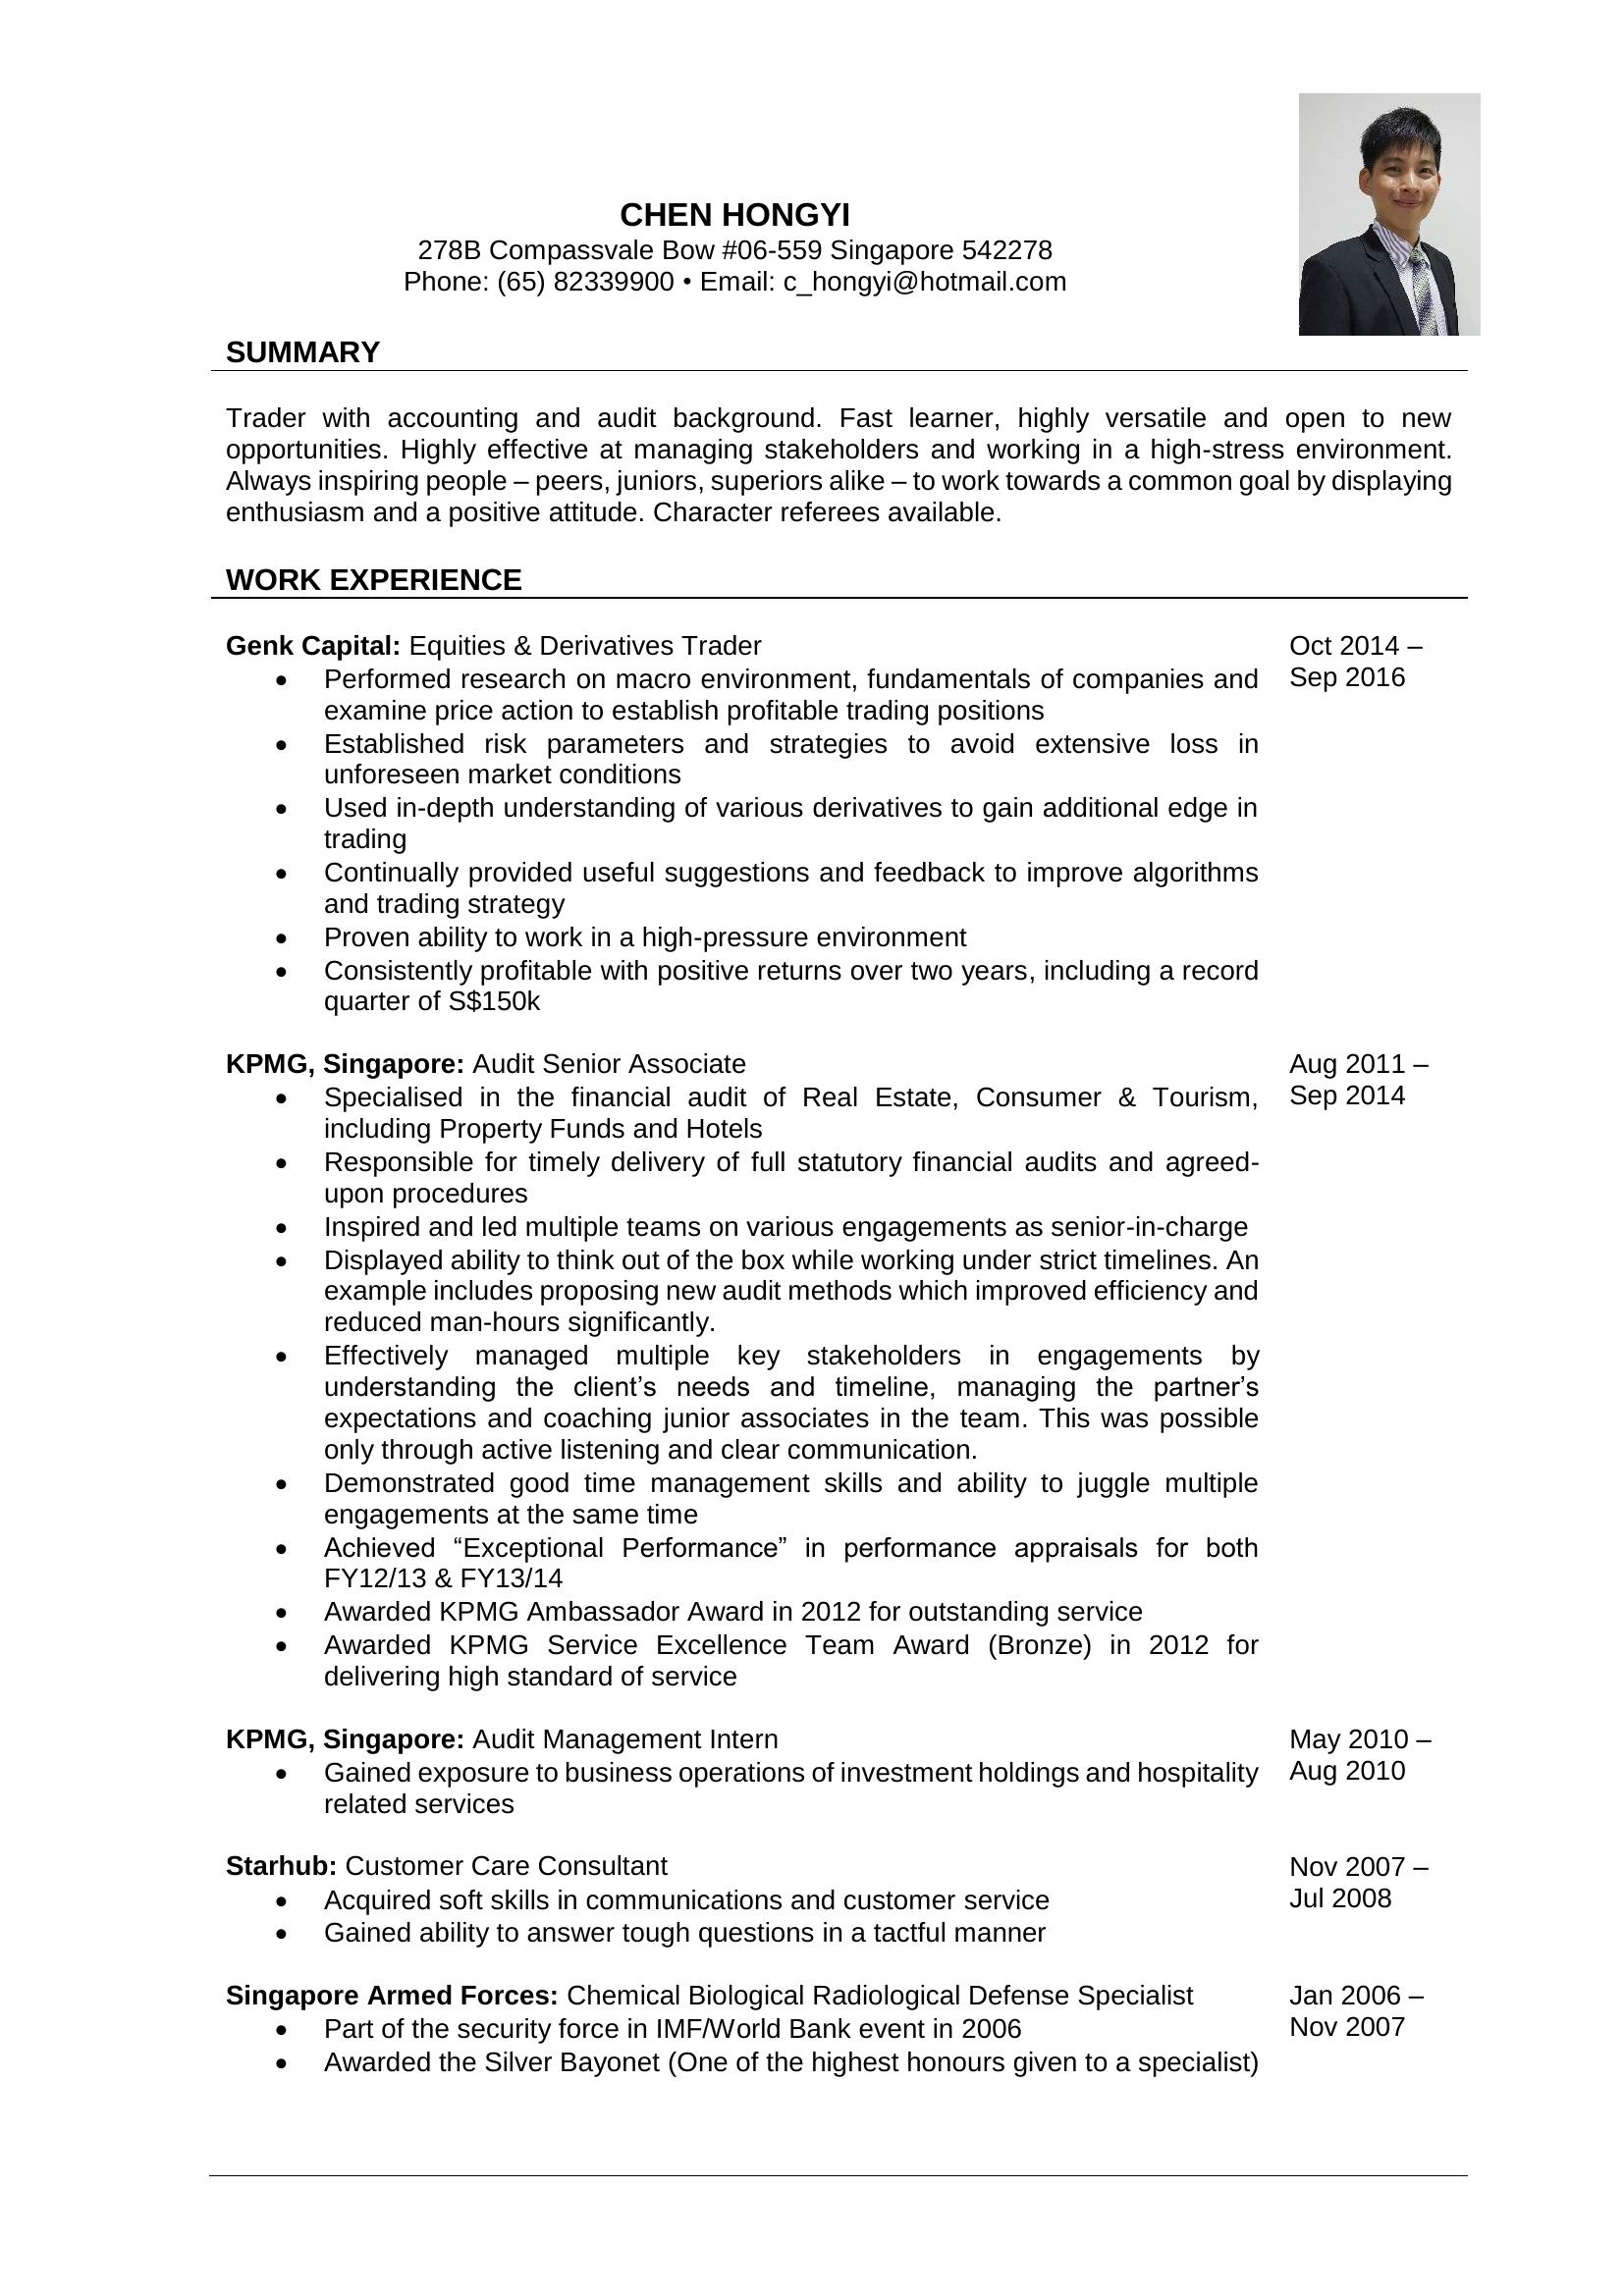 CHEN HONGYI
278B Compassvale Bow #06-559 Singapore 542278
Phone: (65) 82339900 • Email: c_hongyi@hotmail.com
SUMMARY
Trader with accounting and audit background. Fast learner, highly versatile and open to new
opportunities. Highly effective at managing stakeholders and working in a high-stress environment.
Always inspiring people – peers, juniors, superiors alike – to work towards a common goal by displaying
enthusiasm and a positive attitude. Character referees available.
WORK EXPERIENCE
Genk Capital: Equities & Derivatives Trader
Oct 2014 –
Sep 2016
• Performed research on macro environment, fundamentals of companies and
examine price action to establish profitable trading positions
• Established risk parameters and strategies to avoid extensive loss in
unforeseen market conditions
• Used in-depth understanding of various derivatives to gain additional edge in
trading
• Continually provided useful suggestions and feedback to improve algorithms
and trading strategy
• Proven ability to work in a high-pressure environment
• Consistently profitable with positive returns over two years, including a record
quarter of S$150k
KPMG, Singapore: Audit Senior Associate
Aug 2011 –
Sep 2014
• Specialised in the financial audit of Real Estate, Consumer & Tourism,
including Property Funds and Hotels
• Responsible for timely delivery of full statutory financial audits and agreed-
upon procedures
• Inspired and led multiple teams on various engagements as senior-in-charge
• Displayed ability to think out of the box while working under strict timelines. An
example includes proposing new audit methods which improved efficiency and
reduced man-hours significantly.
• Effectively managed multiple key stakeholders in engagements by
understanding the client’s needs and timeline, managing the partner’s
expectations and coaching junior associates in the team. This was possible
only through active listening and clear communication.
• Demonstrated good time management skills and ability to juggle multiple
engagements at the same time
• Achieved “Exceptional Performance” in performance appraisals for both
FY12/13 & FY13/14
• Awarded KPMG Ambassador Award in 2012 for outstanding service
• Awarded KPMG Service Excellence Team Award (Bronze) in 2012 for
delivering high standard of service
KPMG, Singapore: Audit Management Intern
May 2010 –
Aug 2010
• Gained exposure to business operations of investment holdings and hospitality
related services
Starhub: Customer Care Consultant
Nov 2007 –
Jul 2008
• Acquired soft skills in communications and customer service
• Gained ability to answer tough questions in a tactful manner
Singapore Armed Forces: Chemical Biological Radiological Defense Specialist
Jan 2006 –
Nov 2007
• Part of the security force in IMF/World Bank event in 2006
• Awarded the Silver Bayonet (One of the highest honours given to a specialist)